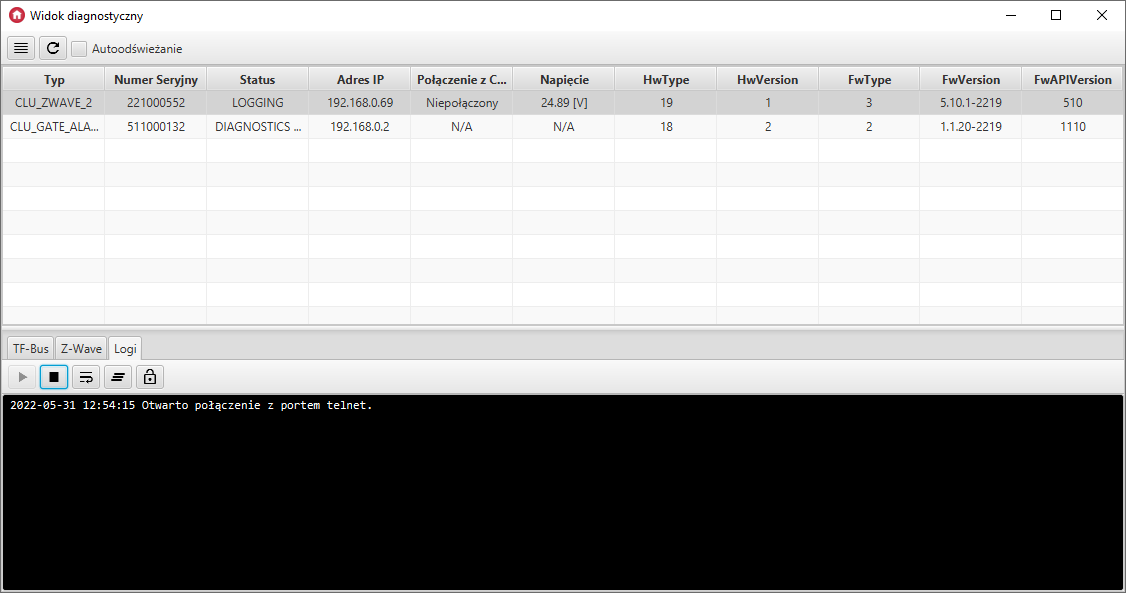 Widok diagnostyczny
Autoodświeżanie
Typ Numer Seryjny Status Adres IP Połączenie z C... Napięcie HwType HwVersion FwType FwVersion FwAPIVersion
CLU_ZWAVE_2 221000552 LOGGING 192.168.0.69 Niepołączony 24.89 [V] 19 1 3 5.10.1-2219 510
CLU_GATE_ALA... 511000132 DIAGNOSTICS ... 192.168.0.2 N/A N/A 18 2 2 1.1.20-2219 1110
TF-Bus Z-Wave Logi
2022-05-31 12:54:15 Otwarto połączenie z portem telnet.